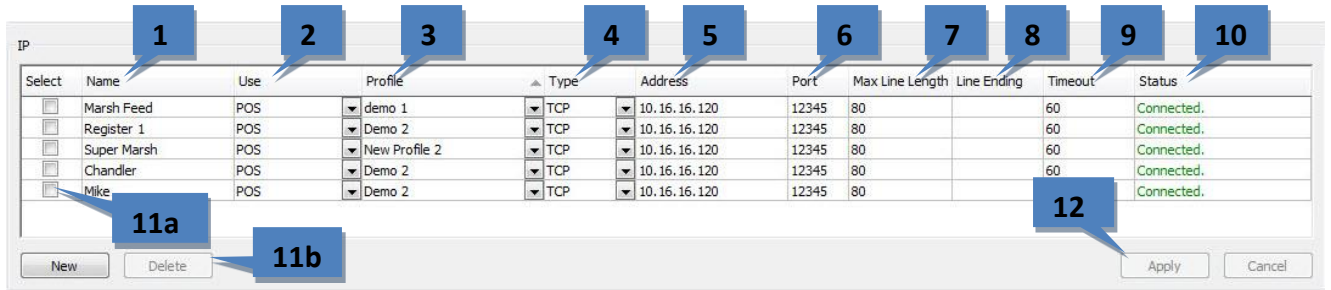 1 2 3 4 5 6 7 8 9 10
IP
Select Name Use Profile Type Address Port Max Line Length Line Ending Timeout Status
Marsh Feed POS demo 1 TCP 10.16.16.120 12345 80 60 Connected.
Register 1 POS Demo 2 TCP 10.16.16.120 12345 80 60 Connected.
Super Marsh POS New Profile 2 TCP 10.16.16.120 12345 80 60 Connected.
Chandler POS Demo 2 TCP 10.16.16.120 12345 80 60 Connected.
Mike POS Demo 2 TCP 10.16.16.120 12345 80 Connected.
11a 12
New Delete 11b Apply Cancel